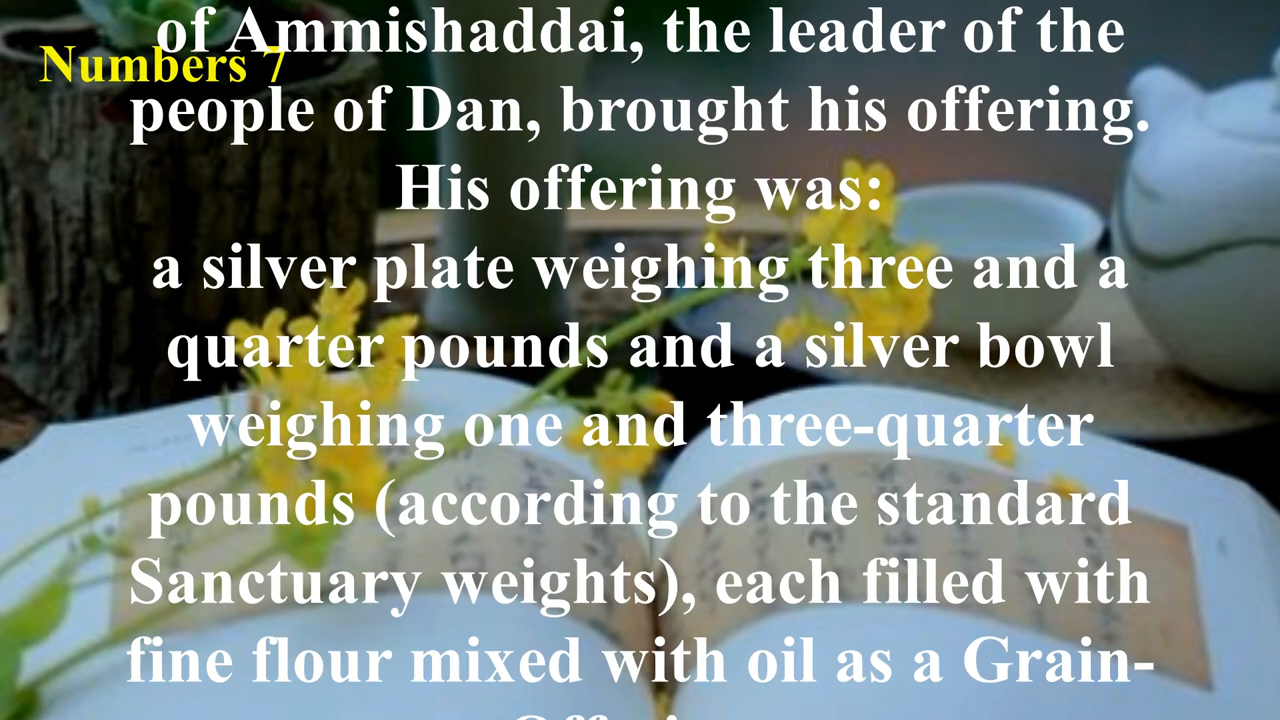 of Ammishaddai, the leader of the
Numbers 7
people of Dan, brought his offering.
His offering was:
a silver plate weighing three and a
quarter pounds and a silver bowl
weighing one and three-quarter
pounds (according to the standard
Sanctuary weights), each filled with
fine flour mixed with oil as a Grain-